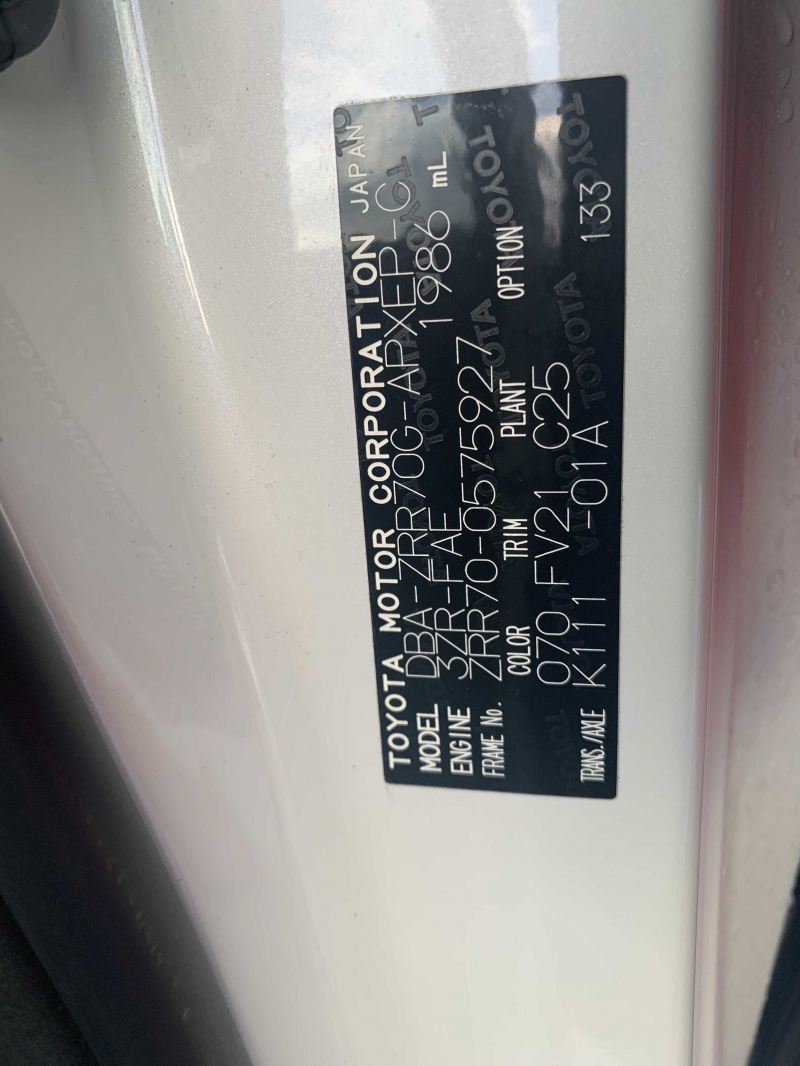 TOYOTA MOTOR CORPORATION JAPAN
MODEL DBA-ZRR70G-APXEP-C
ENGINE 3ZR-FAE 1986 mL
FRAME No. ZRR70-0575927
COLOR TRIM PLANT OPTION
070 FV21 C25
TRANS./AXLE K111 -01A 133